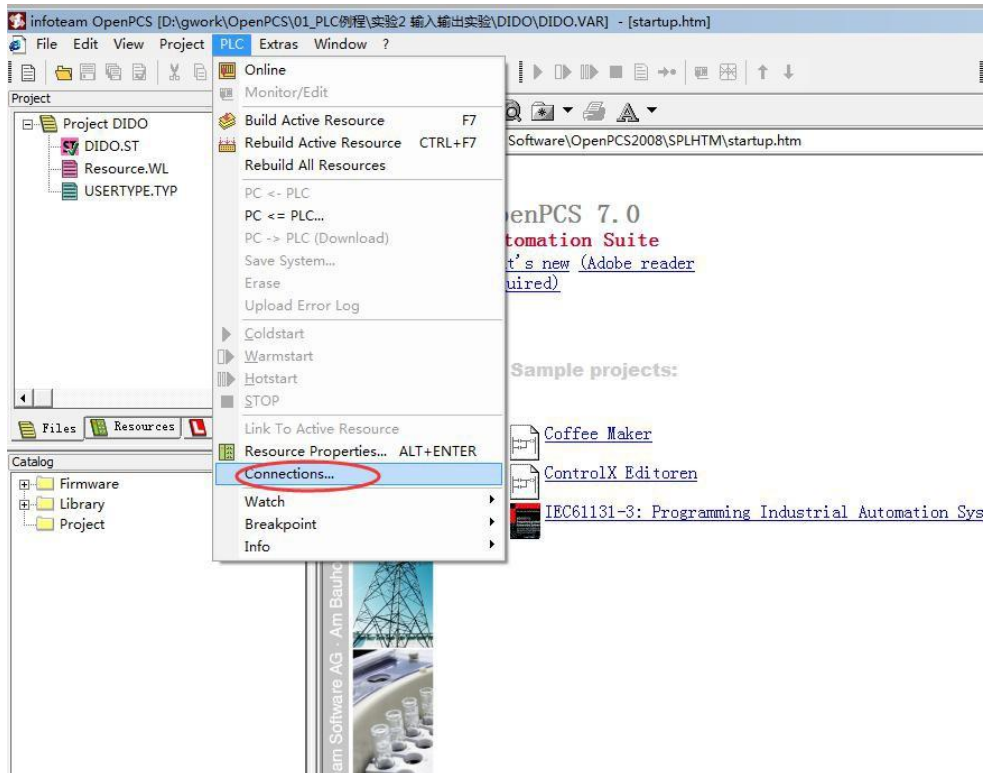 infoteam OpenPCS [D:\gwork\OpenPCS\01_PLC例程\实验2 输入输出实验\DIDO\DIDO.VAR] - [startup.htm]
File Edit View Project PLC Extras Window ?
Project
Project DIDO
DIDO.ST
Resource.WL
USERTYPE.TYP
Files Resources L
Catalog
Firmware
Library
Project
Online
Monitor/Edit
Build Active Resource F7
Rebuild Active Resource CTRL+F7
Rebuild All Resources
PC <- PLC
PC <= PLC...
PC -> PLC (Download)
Save System...
Erase
Upload Error Log
Coldstart
Warmstart
Hotstart
STOP
Link To Active Resource
Resource Properties... ALT+ENTER
Connections...
Watch
Breakpoint
Info
Software\OpenPCS2008\SPLHTM\startup.htm
enPCS 7.0
tomation Suite
t's new (Adobe reader
uired)
Sample projects:
Coffee Maker
ControlX Editoren
IEC61131-3: Programming Industrial Automation Sys
am Software AG · Am Bauho